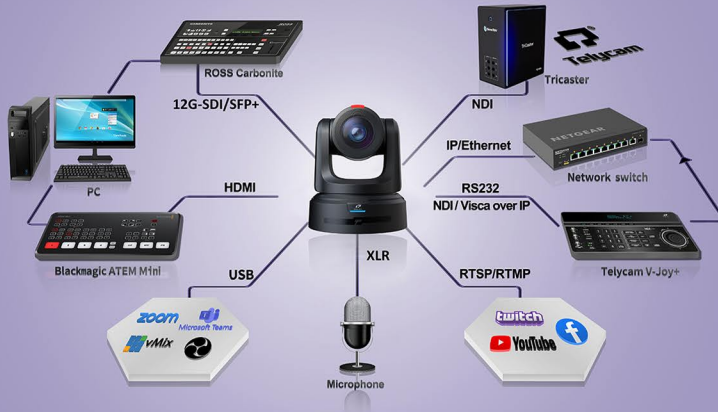 ROSS Carbonite
Telycam
Tricaster
12G-SDI/SFP+
NDI
IP/Ethernet
NETGEAR
Network switch
PC
HDMI
RS232
NDI / Visca over IP
Blackmagic ATEM Mini
Telycam V-Joy+
USB
XLR
RTSP/RTMP
zoom
Microsoft Teams
vMix
twitch
YouTube
Microphone